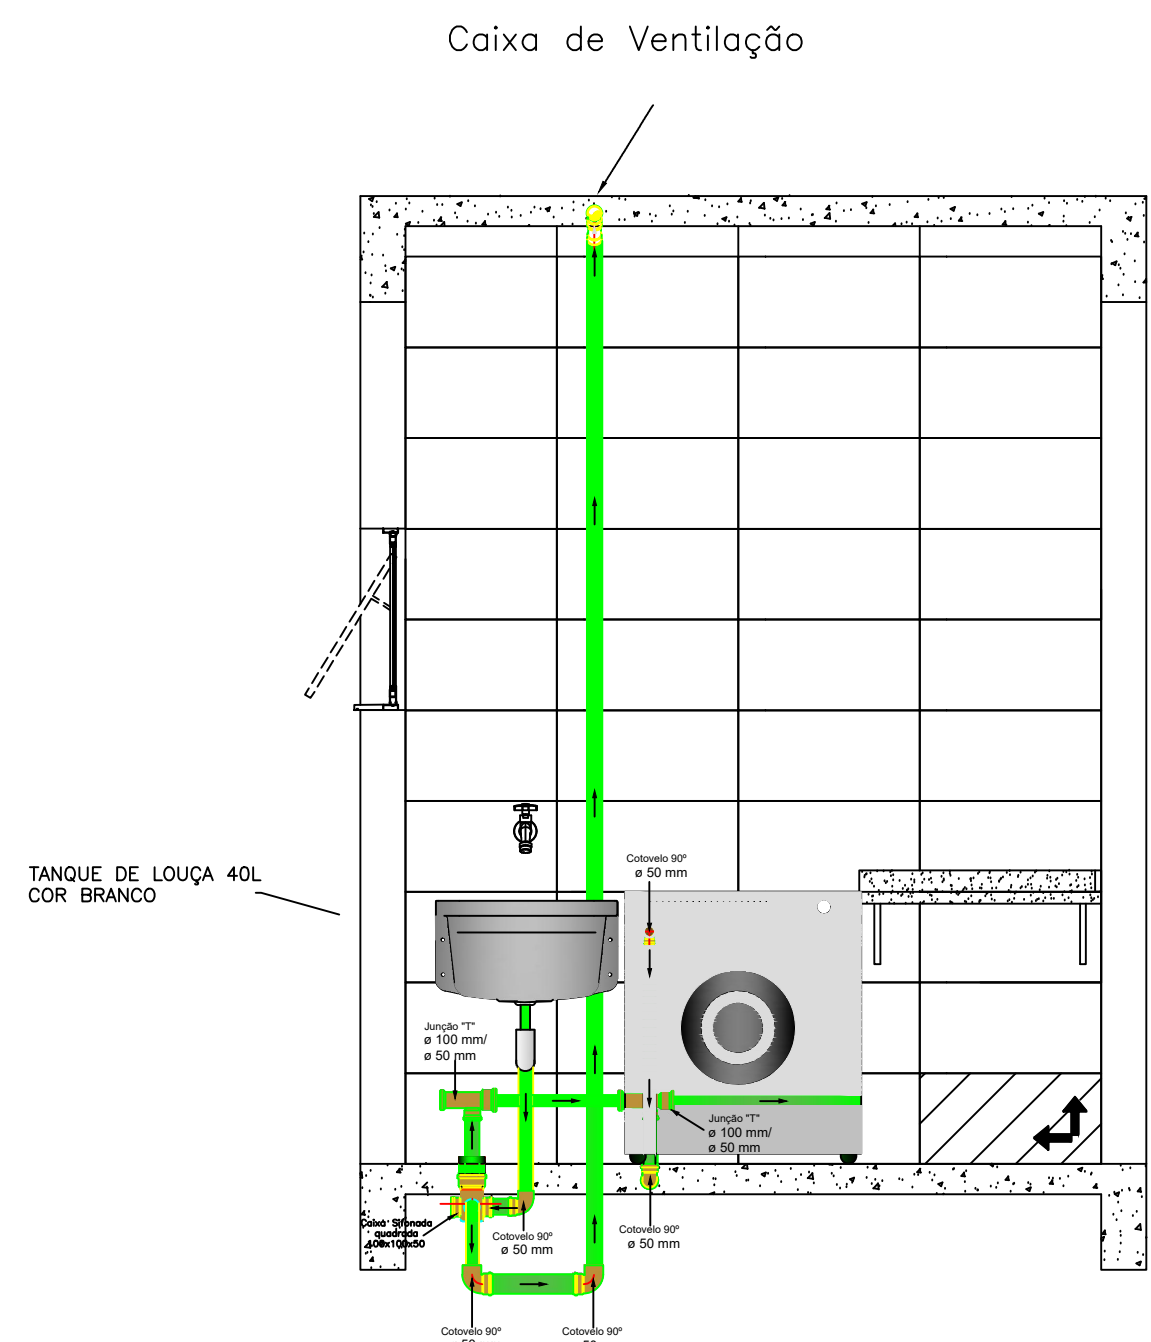 Caixa de Ventilação
TANQUE DE LOUÇA 40L
COR BRANCO
Cotovelo 90º
ø 50 mm
Junção "T"
ø 100 mm/
ø 50 mm
Junção "T"
ø 100 mm/
ø 50 mm
Caixa Sifonada
quadrada
100x100x50
Cotovelo 90º
ø 50 mm
Cotovelo 90º
ø 50 mm
Cotovelo 90º
Cotovelo 90º